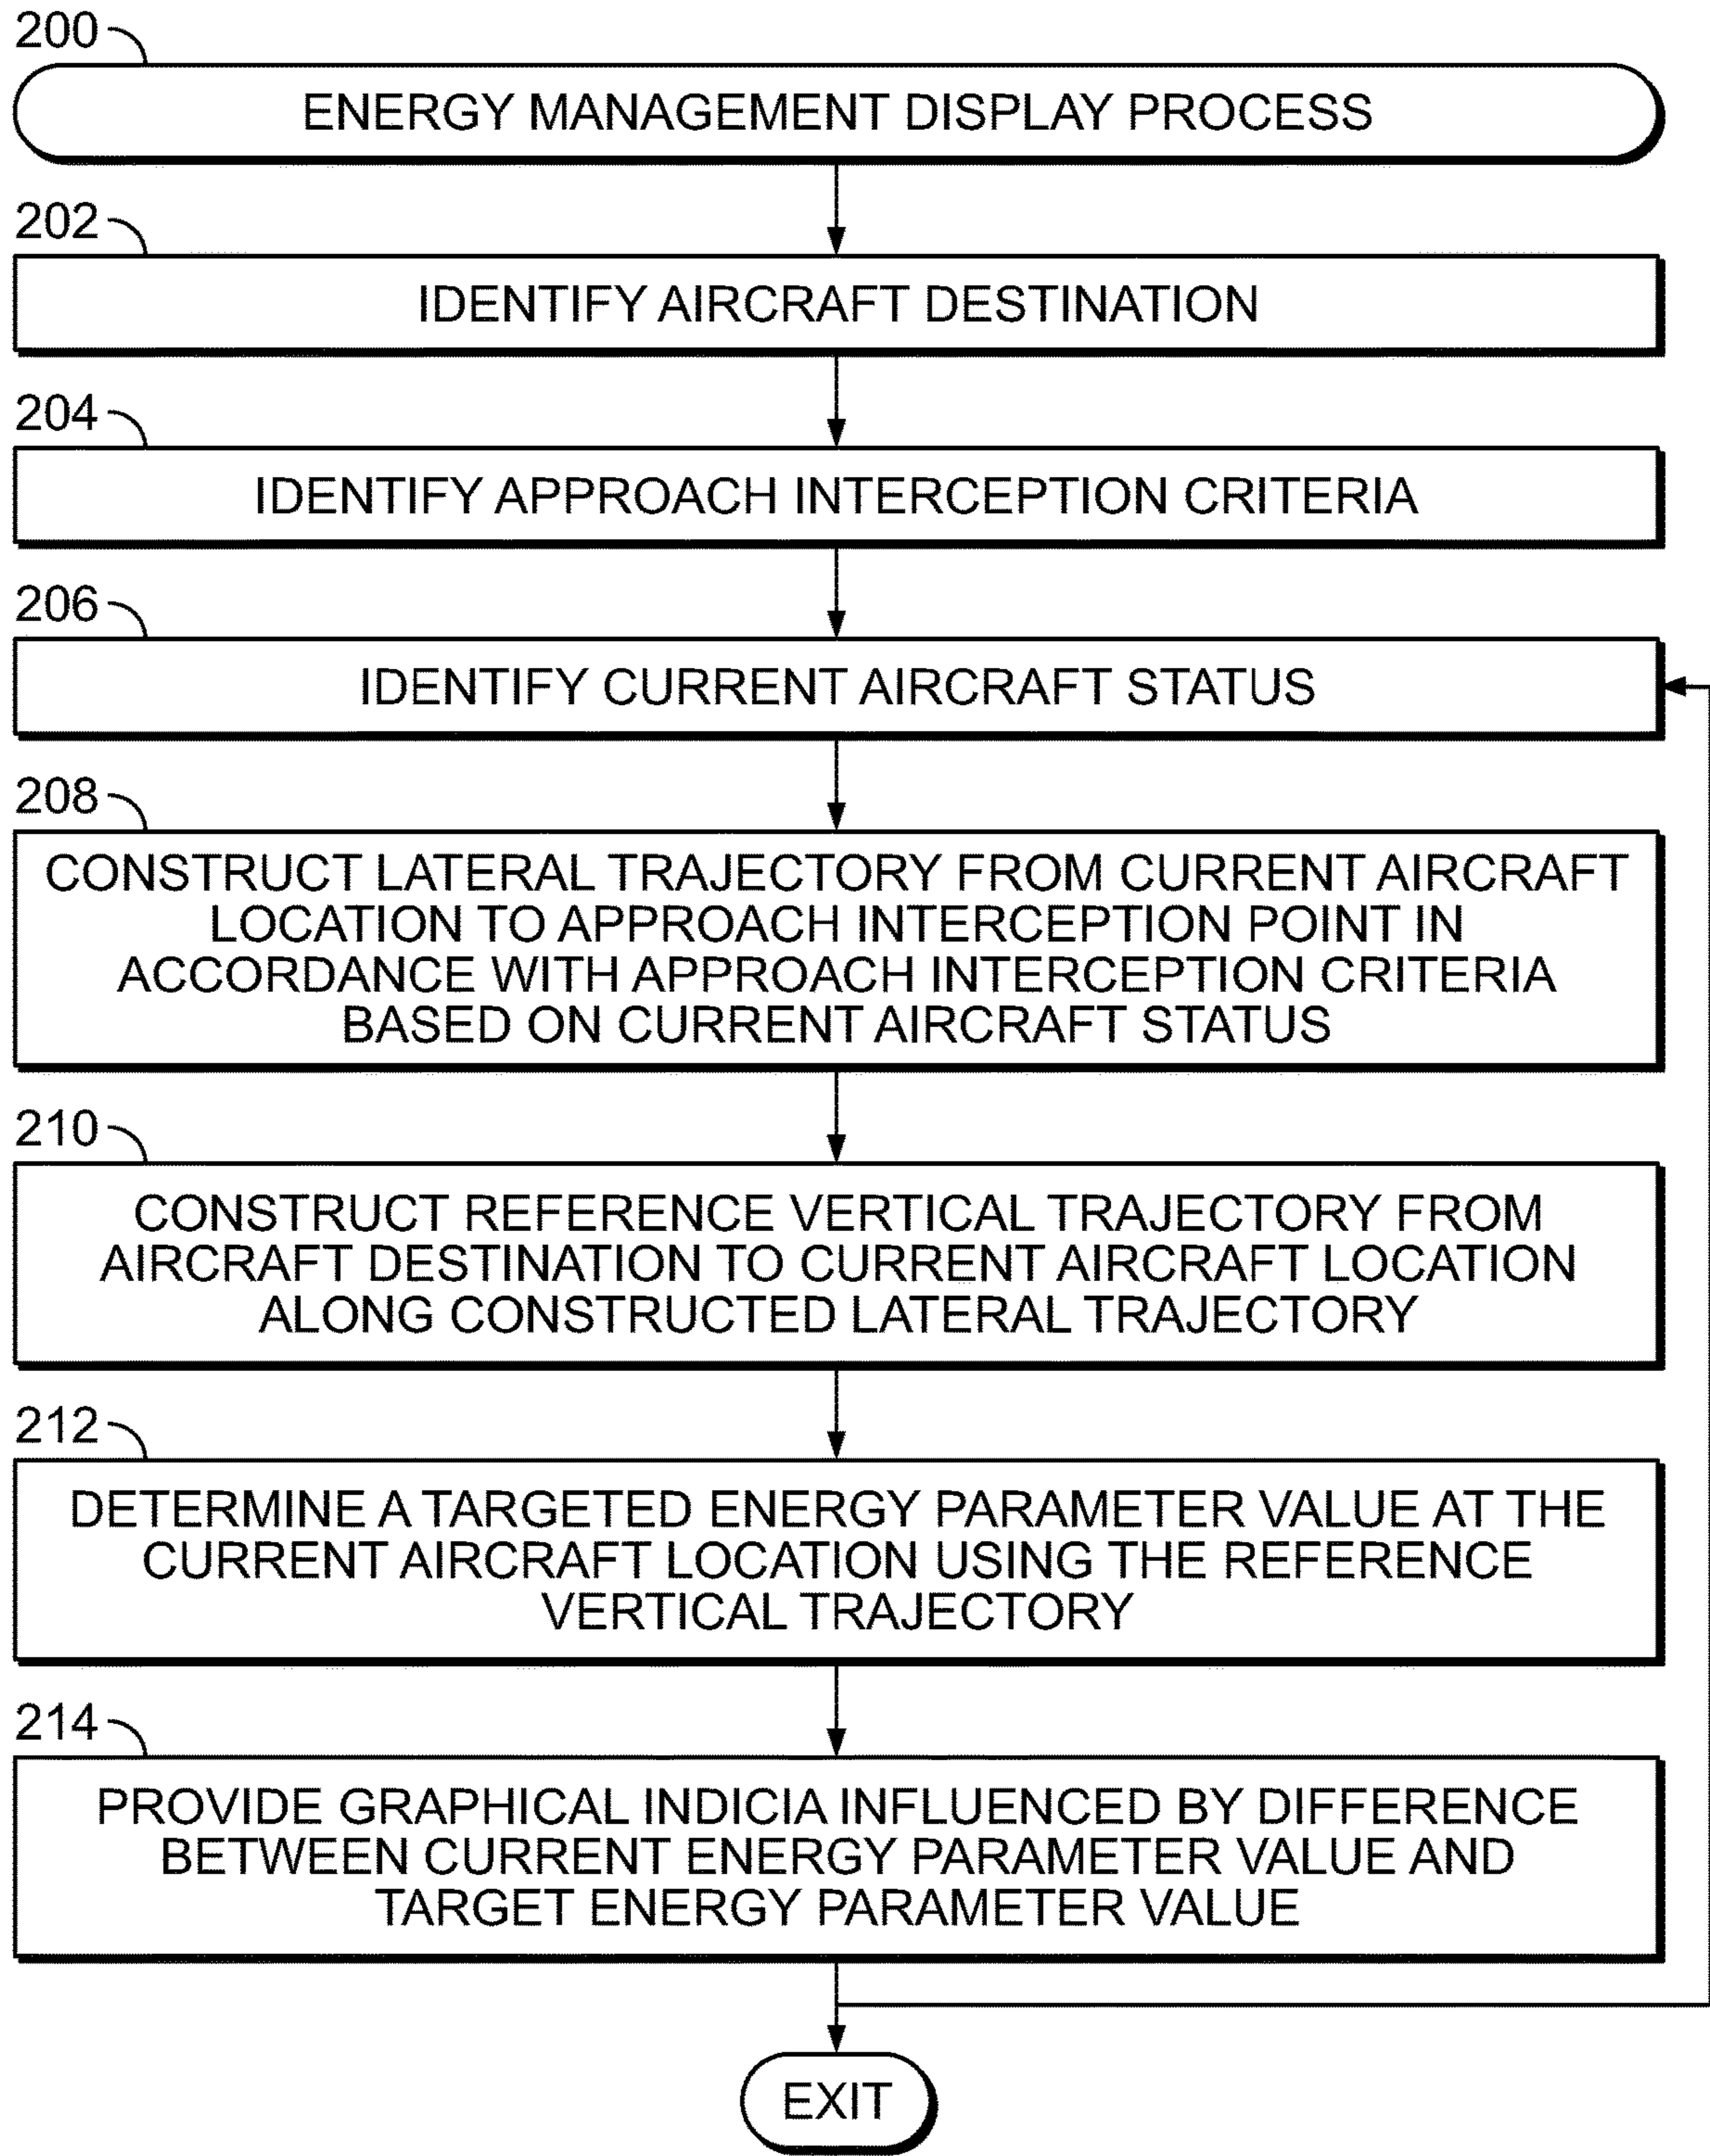 200
ENERGY MANAGEMENT DISPLAY PROCESS
202
IDENTIFY AIRCRAFT DESTINATION
204
IDENTIFY APPROACH INTERCEPTION CRITERIA
206
IDENTIFY CURRENT AIRCRAFT STATUS
208
CONSTRUCT LATERAL TRAJECTORY FROM CURRENT AIRCRAFT
LOCATION TO APPROACH INTERCEPTION POINT IN
ACCORDANCE WITH APPROACH INTERCEPTION CRITERIA
BASED ON CURRENT AIRCRAFT STATUS
210
CONSTRUCT REFERENCE VERTICAL TRAJECTORY FROM
AIRCRAFT DESTINATION TO CURRENT AIRCRAFT LOCATION
ALONG CONSTRUCTED LATERAL TRAJECTORY
212
DETERMINE A TARGETED ENERGY PARAMETER VALUE AT THE
CURRENT AIRCRAFT LOCATION USING THE REFERENCE
VERTICAL TRAJECTORY
214
PROVIDE GRAPHICAL INDICIA INFLUENCED BY DIFFERENCE
BETWEEN CURRENT ENERGY PARAMETER VALUE AND
TARGET ENERGY PARAMETER VALUE
EXIT